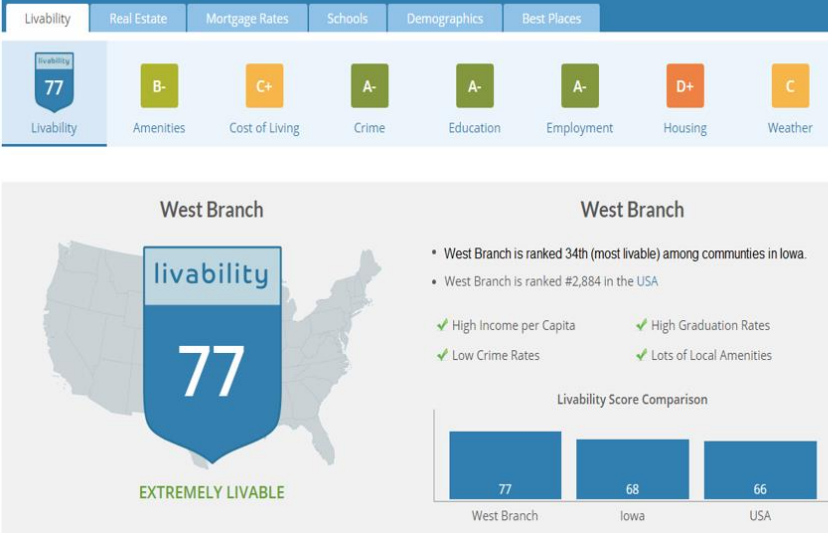 Livability Real Estate Mortgage Rates Schools Demographics Best Places
livability
77 B- C+ A- A- A- D+ C
Livability Amenities Cost of Living Crime Education Employment Housing Weather
West Branch
livability
77
EXTREMELY LIVABLE
West Branch
• West Branch is ranked 34th (most livable) among communties in Iowa.
• West Branch is ranked #2,884 in the USA
✓ High Income per Capita ✓ High Graduation Rates
✓ Low Crime Rates ✓ Lots of Local Amenities
Livability Score Comparison
77 68 66
West Branch Iowa USA